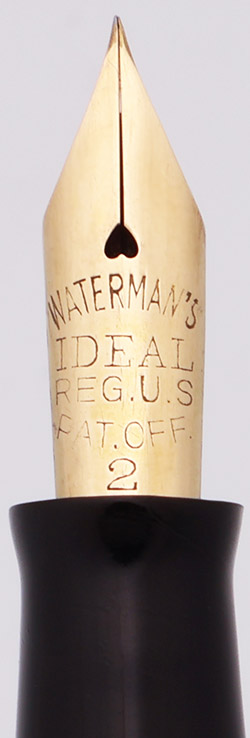 WATERMAN'S
IDEAL
REG.U.S
PAT.OFF.
2